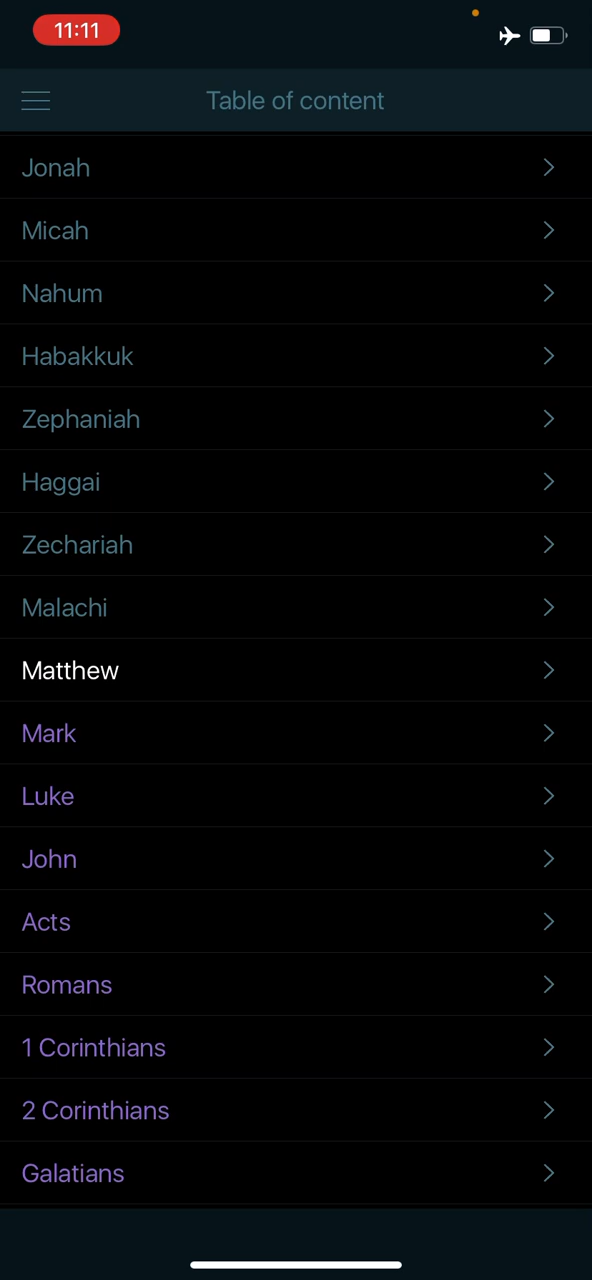 11:11
Table of content
Jonah
Micah
Nahum
Habakkuk
Zephaniah
Haggai
Zechariah
Malachi
Matthew
Mark
Luke
John
Acts
Romans
1 Corinthians
2 Corinthians
Galatians